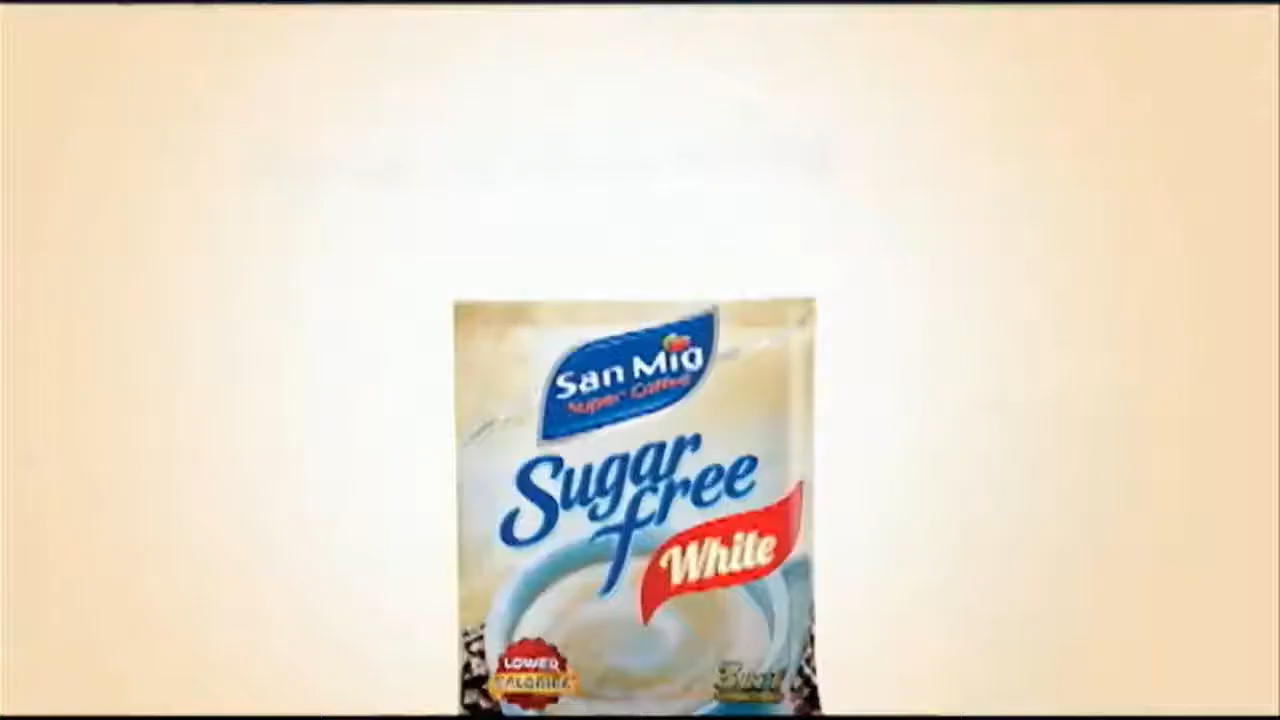 San Mig
Super Coffee
Sugar
free
White
LOWER
CALORIES